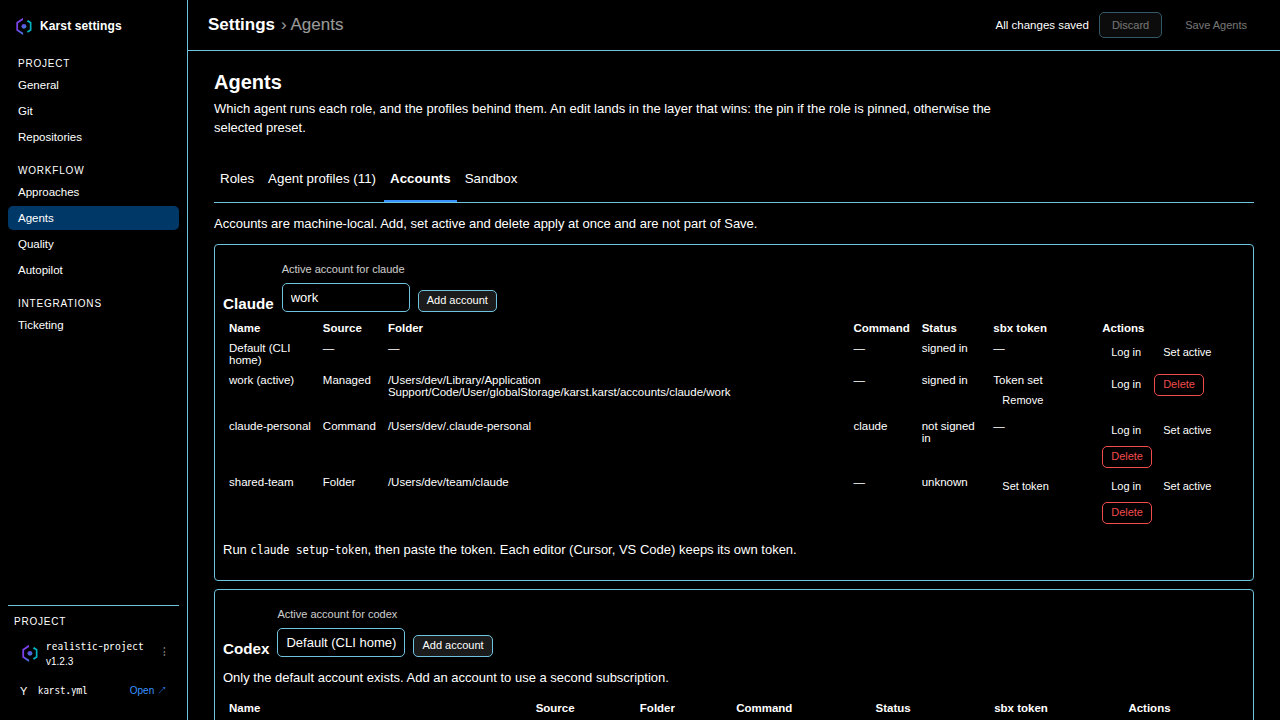 Karst settings
PROJECT
General
Git
Repositories
WORKFLOW
Approaches
Agents
Quality
Autopilot
INTEGRATIONS
Ticketing
PROJECT
realistic-project
v1.2.3
⋮
Y karst.yml Open ↗
Settings › Agents
All changes saved Discard Save Agents
Agents
Which agent runs each role, and the profiles behind them. An edit lands in the layer that wins: the pin if the role is pinned, otherwise the
selected preset.
Roles Agent profiles (11) Accounts Sandbox
Accounts are machine-local. Add, set active and delete apply at once and are not part of Save.
Active account for claude
Claude work Add account
Name Source Folder Command Status sbx token Actions
Default (CLI — — — signed in — Log in Set active
home)
work (active) Managed /Users/dev/Library/Application — signed in Token set Log in Delete
Support/Code/User/globalStorage/karst.karst/accounts/claude/work
Remove
claude-personal Command /Users/dev/.claude-personal claude not signed — Log in Set active
in
Delete
shared-team Folder /Users/dev/team/claude — unknown Set token Log in Set active
Delete
Run claude setup-token, then paste the token. Each editor (Cursor, VS Code) keeps its own token.
Active account for codex
Codex Default (CLI home) Add account
Only the default account exists. Add an account to use a second subscription.
Name Source Folder Command Status sbx token Actions